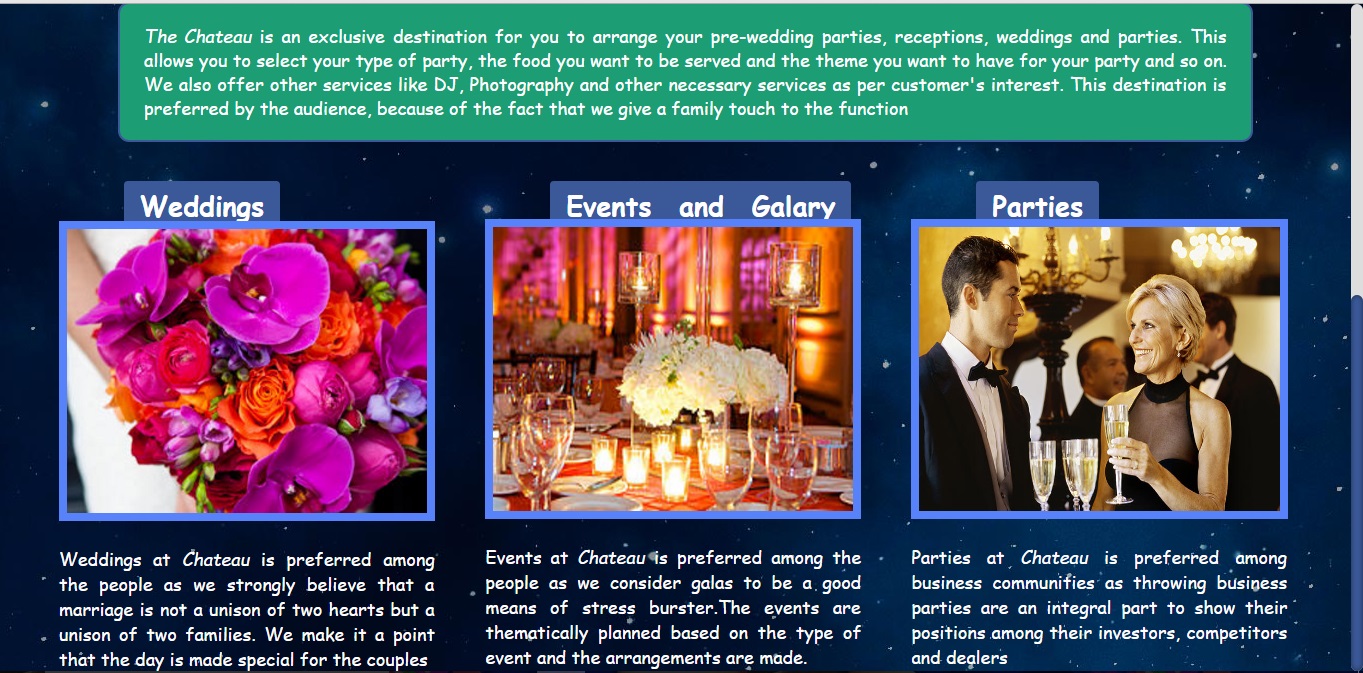 The Chateau is an exclusive destination for you to arrange your pre-wedding parties, receptions, weddings and parties. This
allows you to select your type of party, the food you want to be served and the theme you want to have for your party and so on.
We also offer other services like DJ, Photography and other necessary services as per customer's interest. This destination is
preferred by the audience, because of the fact that we give a family touch to the function
Weddings
Weddings at Chateau is preferred among
the people as we strongly believe that a
marriage is not a unison of two hearts but a
unison of two families. We make it a point
that the day is made special for the couples
Events and Galary
Events at Chateau is preferred among the
people as we consider galas to be a good
means of stress burster.The events are
thematically planned based on the type of
event and the arrangements are made.
Parties
Parties at Chateau is preferred among
business communities as throwing business
parties are an integral part to show their
positions among their investors, competitors
and dealers